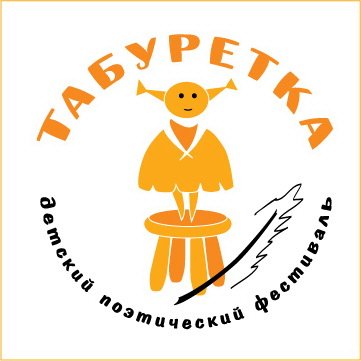 ТАБУРЕТКА
детский поэтический фестиваль